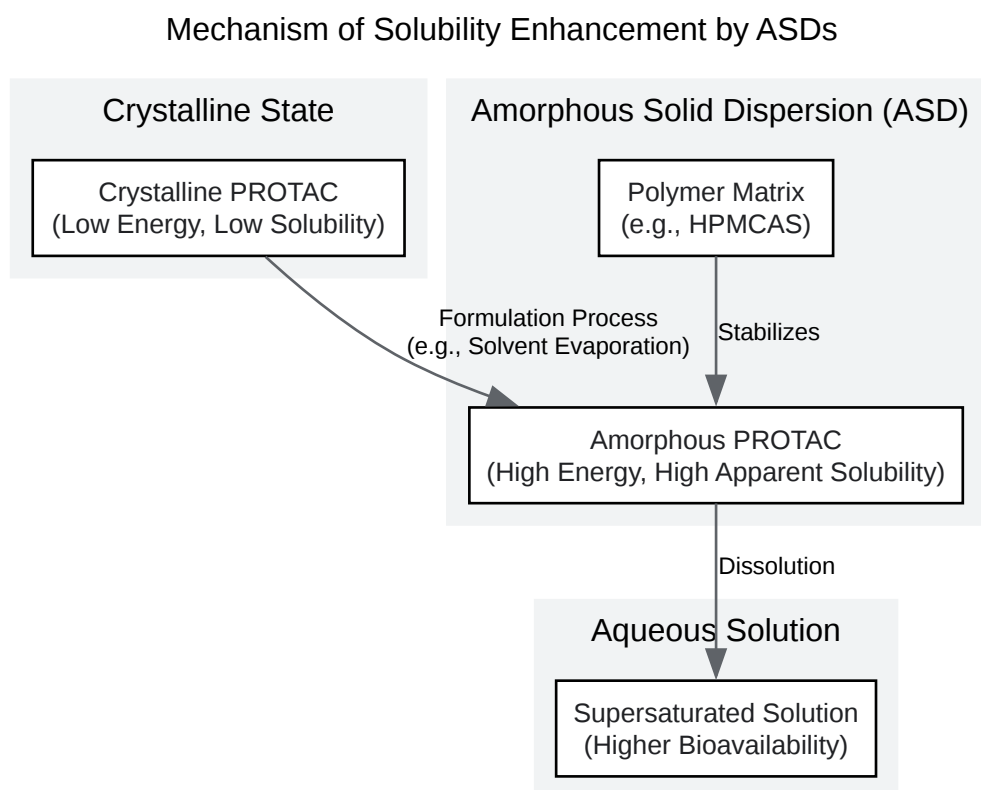 Mechanism of Solubility Enhancement by ASDs
Crystalline State
Crystalline PROTAC
(Low Energy, Low Solubility)
Amorphous Solid Dispersion (ASD)
Polymer Matrix
(e.g., HPMCAS)
Formulation Process
(e.g., Solvent Evaporation)
Stabilizes
Amorphous PROTAC
(High Energy, High Apparent Solubility)
Dissolution
Aqueous Solution
Supersaturated Solution
(Higher Bioavailability)